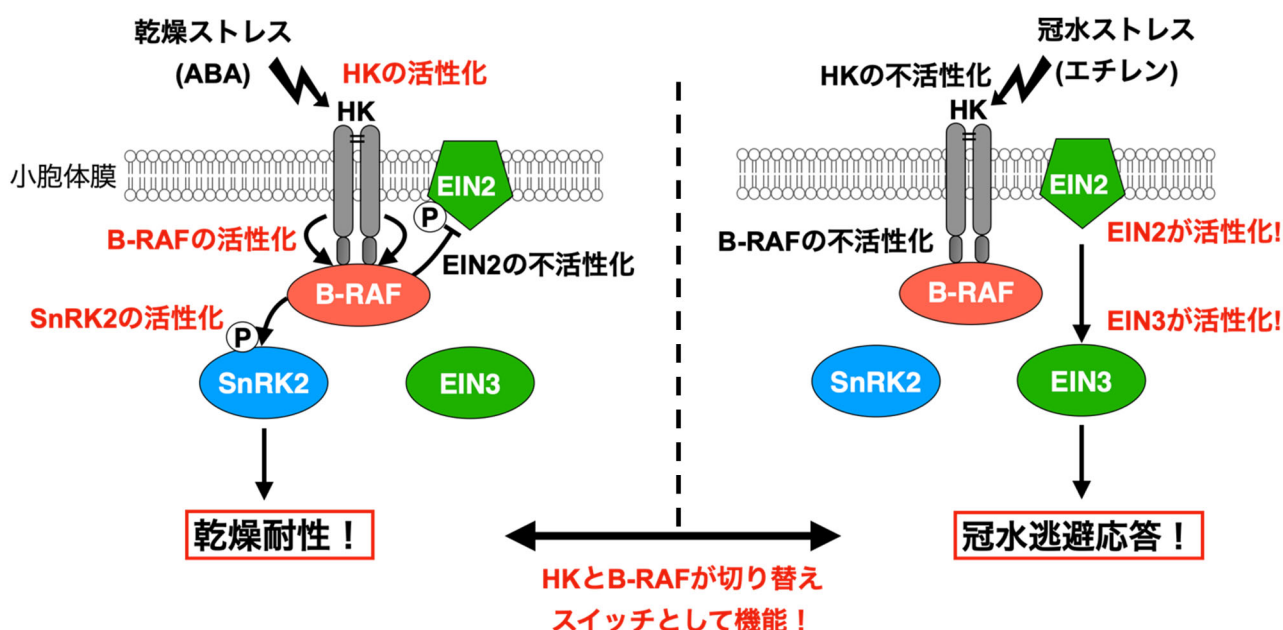 乾燥ストレス
(ABA)
HKの活性化
HK
小胞体膜
EIN2
P
B-RAFの活性化
EIN2の不活性化
B-RAF
SnRK2の活性化
P
SnRK2
EIN3
乾燥耐性！
冠水ストレス
(エチレン)
HKの不活性化
HK
EIN2
B-RAFの不活性化
EIN2が活性化!
B-RAF
EIN3が活性化!
SnRK2
EIN3
冠水逃避応答！
HKとB-RAFが切り替え
スイッチとして機能！